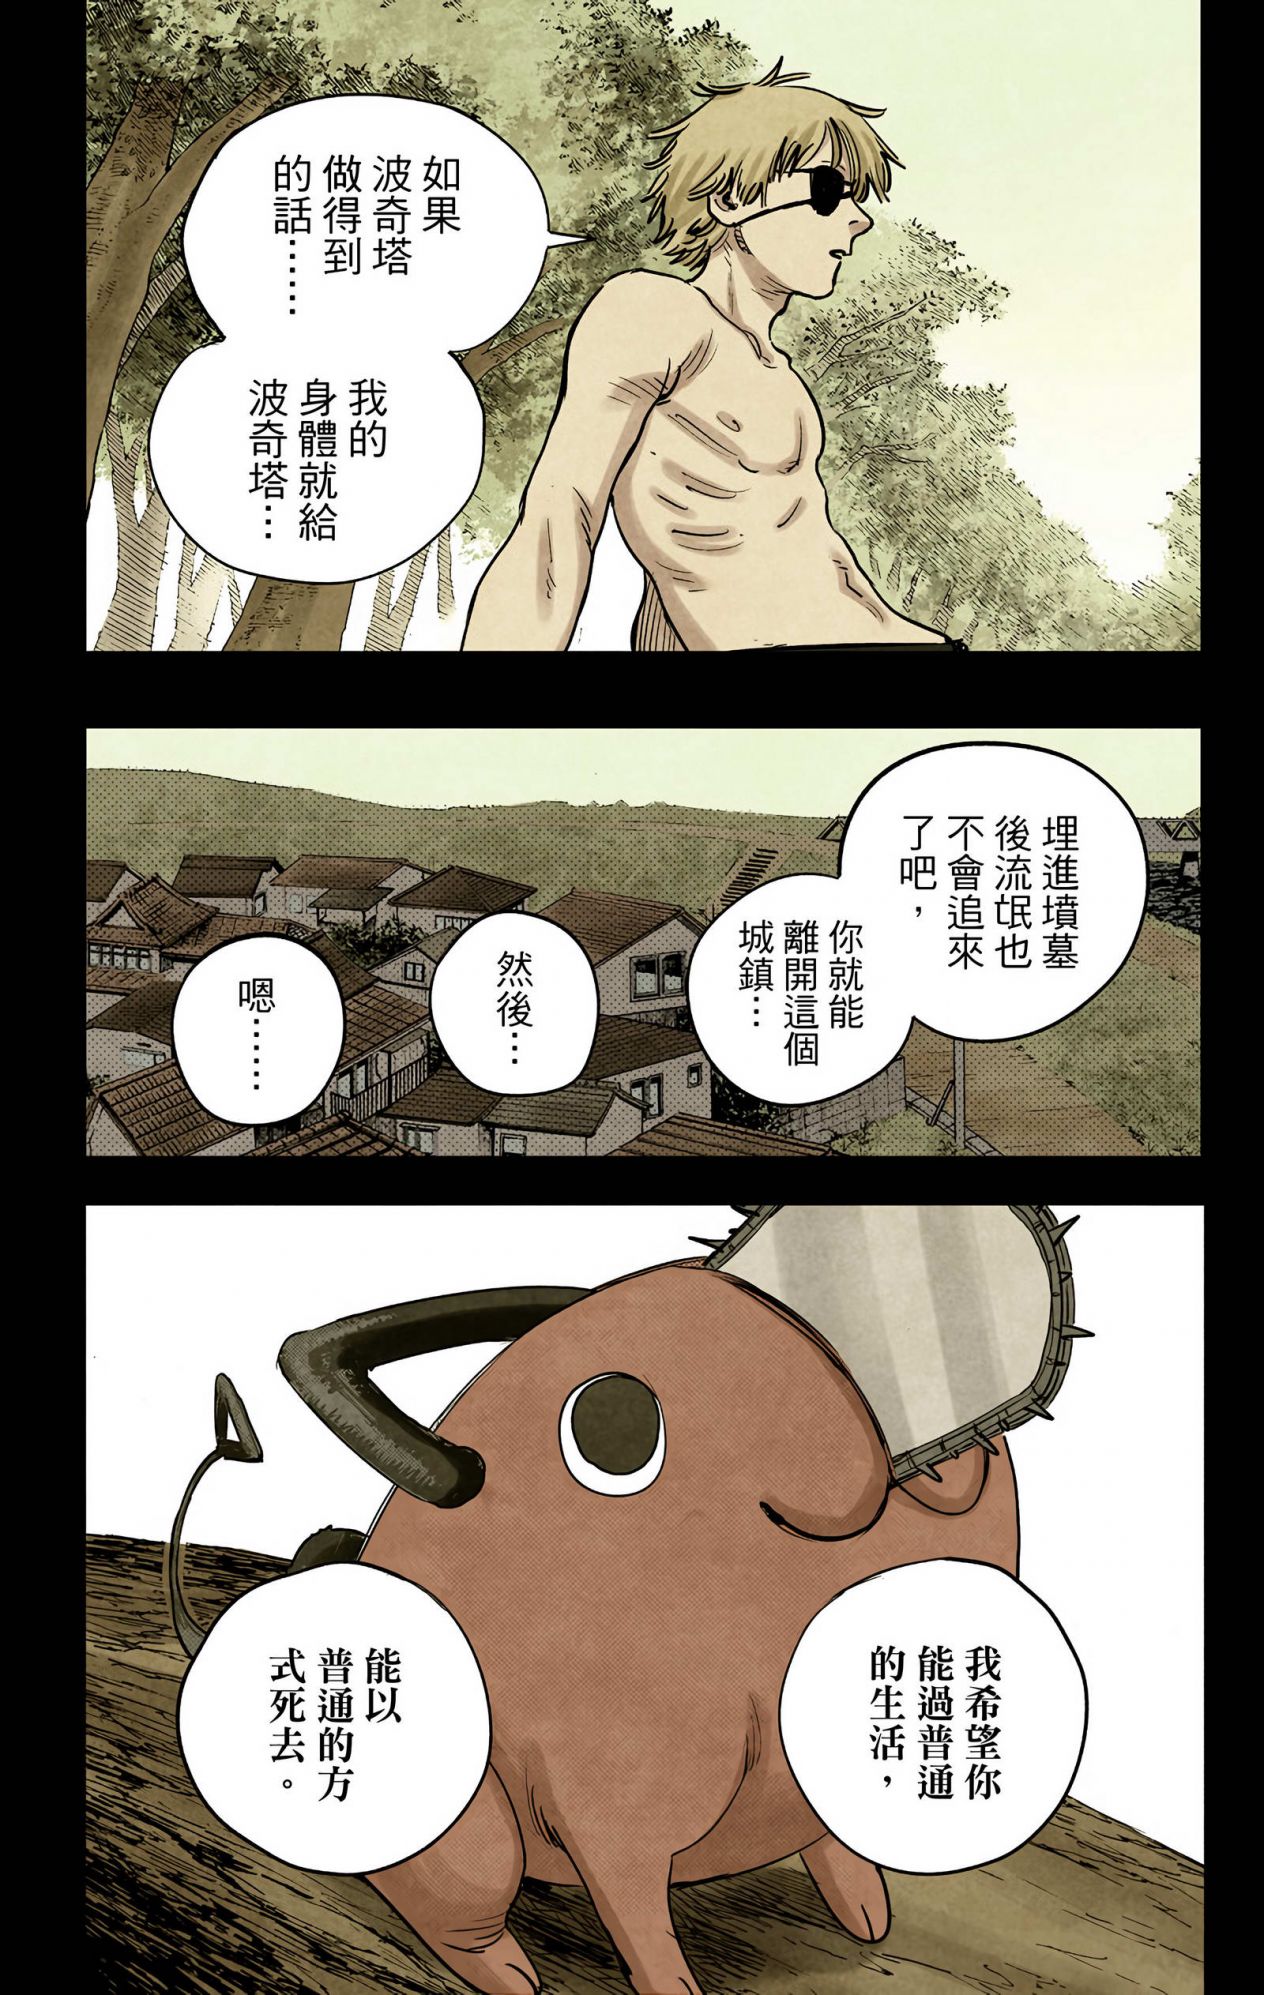 如果
波奇塔
做得到
的話……
我的
身體就給
波奇塔…
埋進墳墓
後流氓也
不會追來
了吧，
你就能
離開這個
城鎮…
然後…
嗯……
我希望你
能過普通
的生活，
能以
普通的方
式死去。